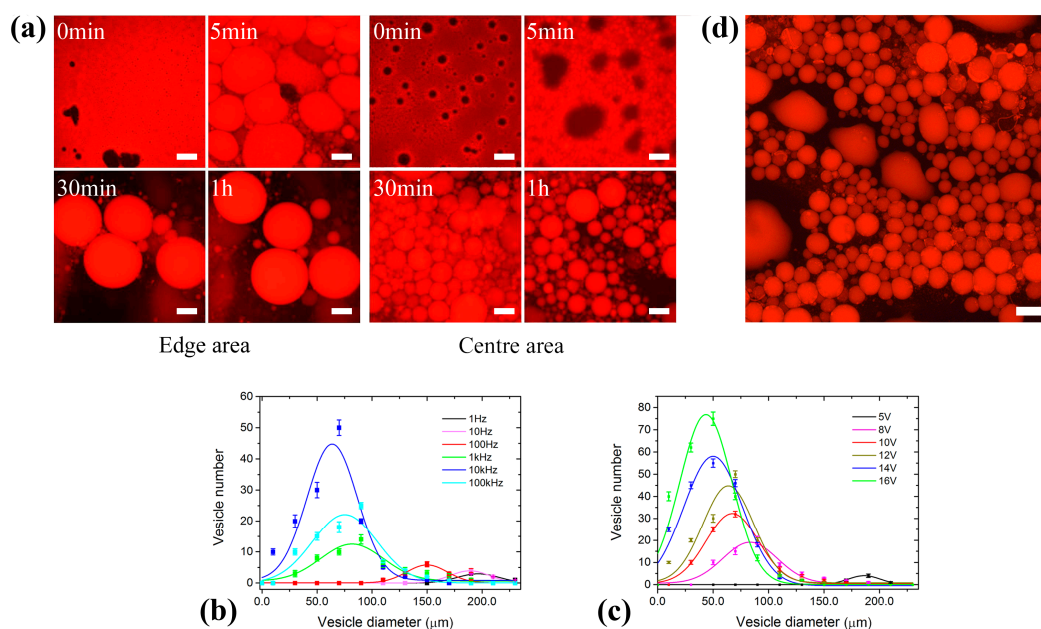 (a)
0min
5min
0min
5min
30min
1h
30min
1h
Edge area
Centre area
(d)
60
50
40
30
20
10
0
0.0
50.0
100.0
150.0
200.0
Vesicle number
Vesicle diameter (μm)
1Hz
10Hz
100Hz
1kHz
10kHz
100kHz
(b)
80
70
60
50
40
30
20
10
0
0.0
50.0
100.0
150.0
200.0
Vesicle number
Vesicle diameter (μm)
5V
8V
10V
12V
14V
16V
(c)